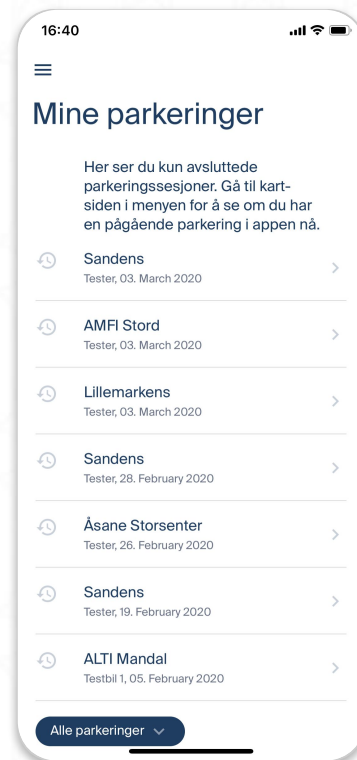 16:40
Mine parkeringer
Her ser du kun avsluttede
parkeringssesjoner. Gå til kart-
siden i menyen for å se om du har
en pågående parkering i appen nå.
Sandens
Tester, 03. March 2020
AMFI Stord
Tester, 03. March 2020
Lillemarkens
Tester, 03. March 2020
Sandens
Tester, 28. February 2020
Åsane Storsenter
Tester, 26. February 2020
Sandens
Tester, 19. February 2020
ALTI Mandal
Testbil 1, 05. February 2020
Alle parkeringer